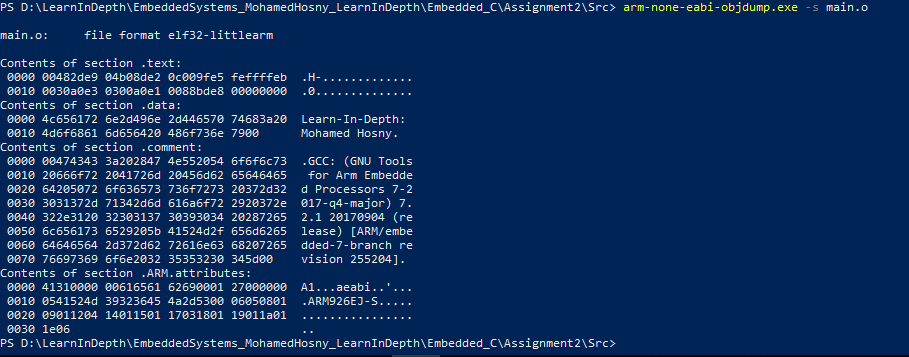 PS D:\LearnInDepth\EmbeddedSystems_MohamedHosny_LearnInDepth\Embedded_C\Assignment2\Src> arm-none-eabi-objdump.exe -s main.o
main.o:     file format elf32-littlearm
Contents of section .text:
 0000 00482de9 04b08de2 0c009fe5 feffffeb  .H-.............
 0010 0030a0e3 0300a0e1 0088bde8 00000000  .0..............
Contents of section .data:
 0000 4c656172 6e2d496e 2d446570 74683a20  Learn-In-Depth: 
 0010 4d6f6861 6d656420 486f736e 7900      Mohamed Hosny.
Contents of section .comment:
 0000 00474343 3a202847 4e552054 6f6f6c73  .GCC: (GNU Tools
 0010 20666f72 2041726d 20456d62 65646465   for Arm Embedde
 0020 64205072 6f636573 736f7273 20372d32  d Processors 7-2
 0030 3031372d 71342d6d 616a6f72 2920372e  017-q4-major) 7.
 0040 322e3120 32303137 30393034 20287265  2.1 20170904 (re
 0050 6c656173 6529205b 41524d2f 656d6265  lease) [ARM/embe
 0060 64646564 2d372d62 72616e63 68207265  dded-7-branch re
 0070 76697369 6f6e2032 35353230 345d00    vision 255204].
Contents of section .ARM.attributes:
 0000 41310000 00616561 62690001 27000000  A1...aeabi..'...
 0010 0541524d 39323645 4a2d5300 06050801  .ARM926EJ-S.....
 0020 09011204 14011501 17031801 19011a01  ................
 0030 1e06                                 ..
PS D:\LearnInDepth\EmbeddedSystems_MohamedHosny_LearnInDepth\Embedded_C\Assignment2\Src>